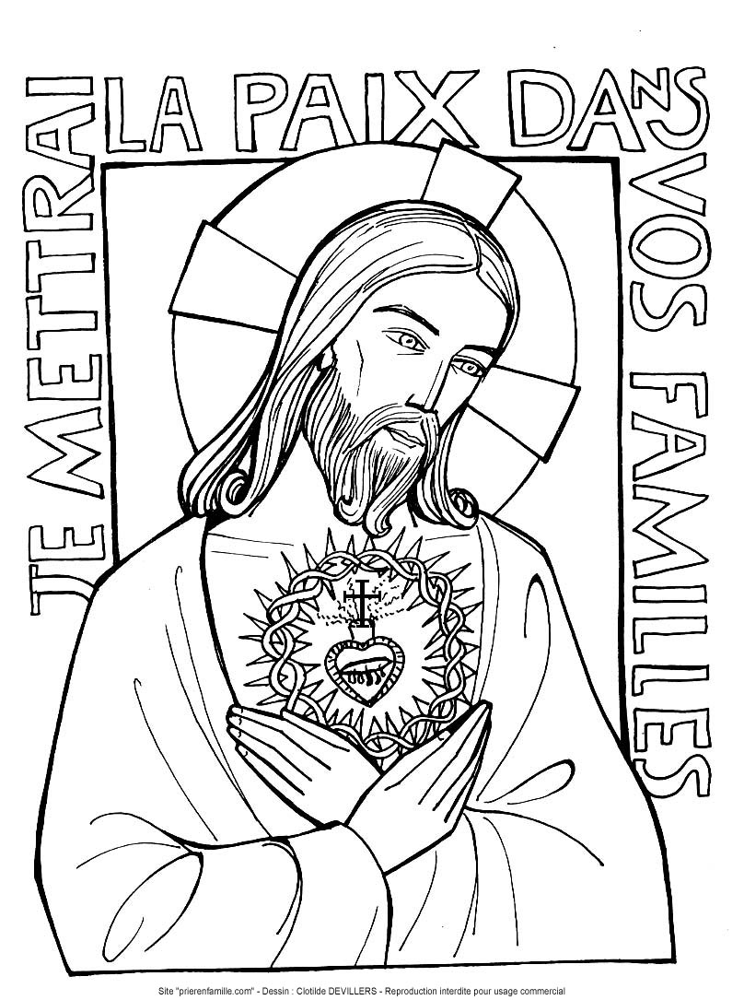 JE METTRAI
LA PAIX DANS
VOS FAMILLES
Site "prierenfamille.com" - Dessin : Clotilde DEVILLERS - Reproduction interdite pour usage commercial